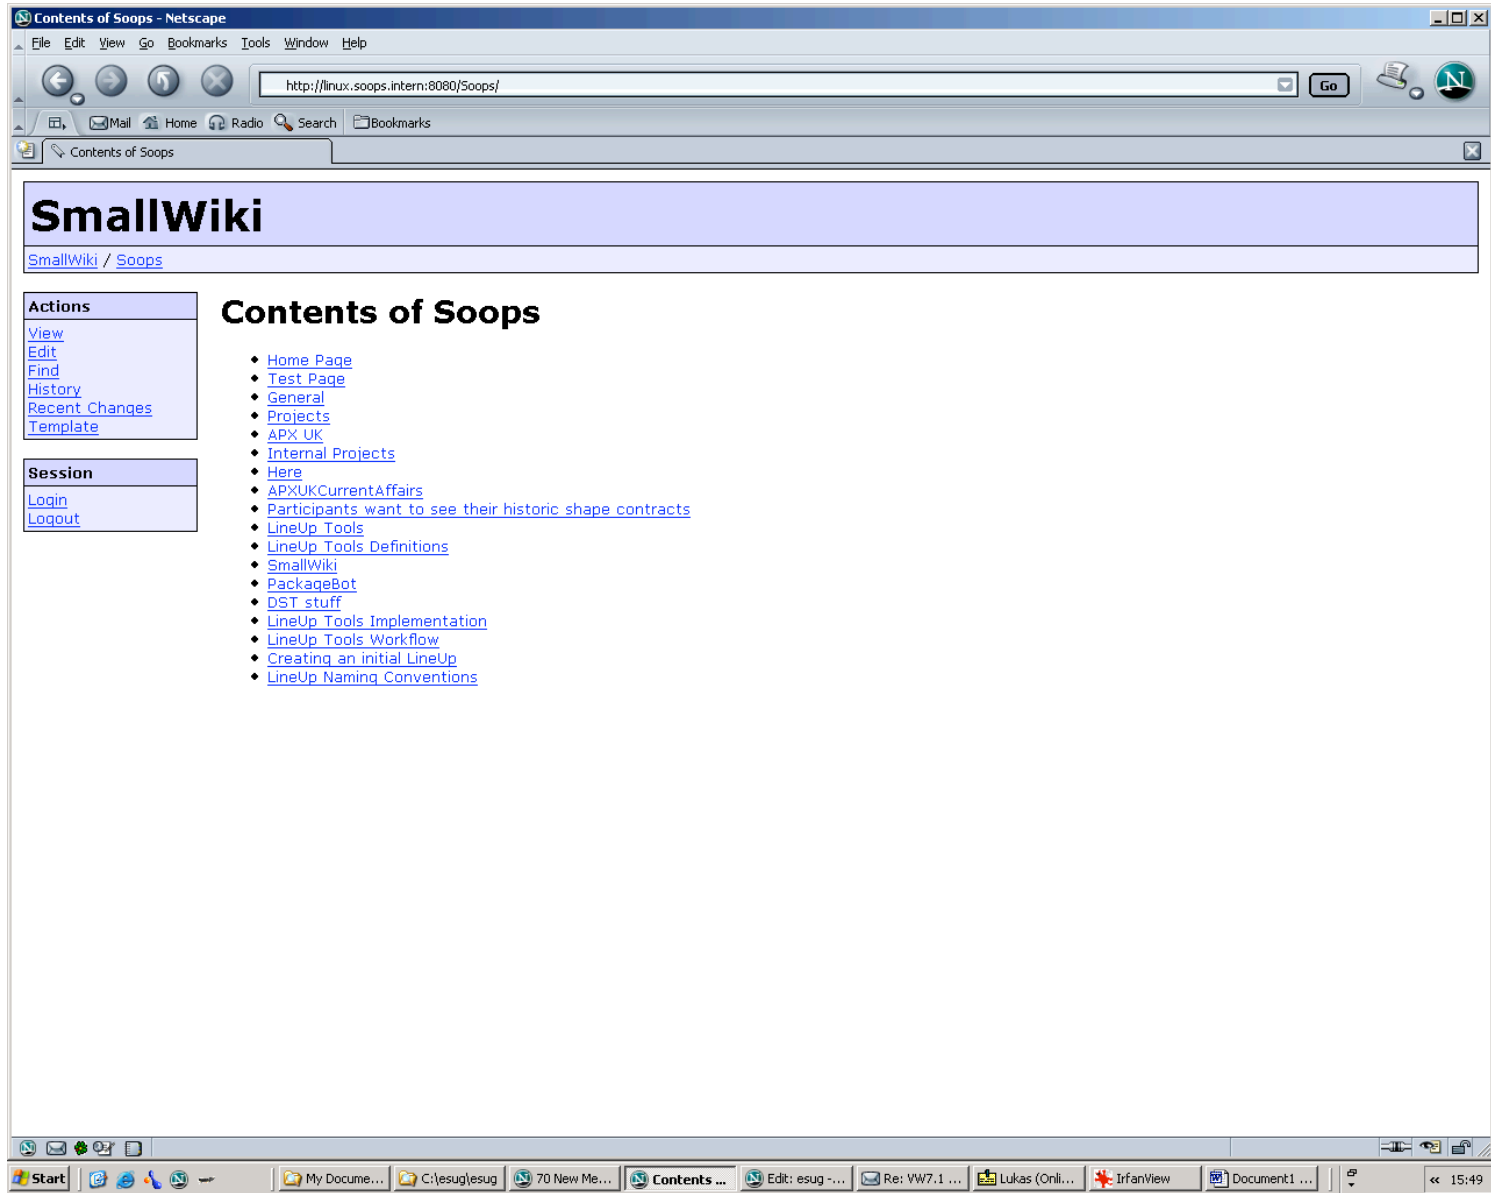 Contents of Soops - Netscape
File Edit View Go Bookmarks Tools Window Help
http://linux.soops.intern:8080/Soops/
Go
N
Mail Home Radio Search Bookmarks
Contents of Soops
SmallWiki
SmallWiki / Soops
Actions
View
Edit
Find
History
Recent Changes
Template
Session
Login
Logout
Contents of Soops
Home Page
Test Page
General
Projects
APX UK
Internal Projects
Here
APXUKCurrentAffairs
Participants want to see their historic shape contracts
LineUp Tools
LineUp Tools Definitions
SmallWiki
PackageBot
DST stuff
LineUp Tools Implementation
LineUp Tools Workflow
Creating an initial LineUp
LineUp Naming Conventions
Start My Docume... C:\esug\esug 70 New Me... Contents ... Edit: esug -... Re: VW7.1 ... Lukas (Onli... IrfanView Document1 ... « 15:49